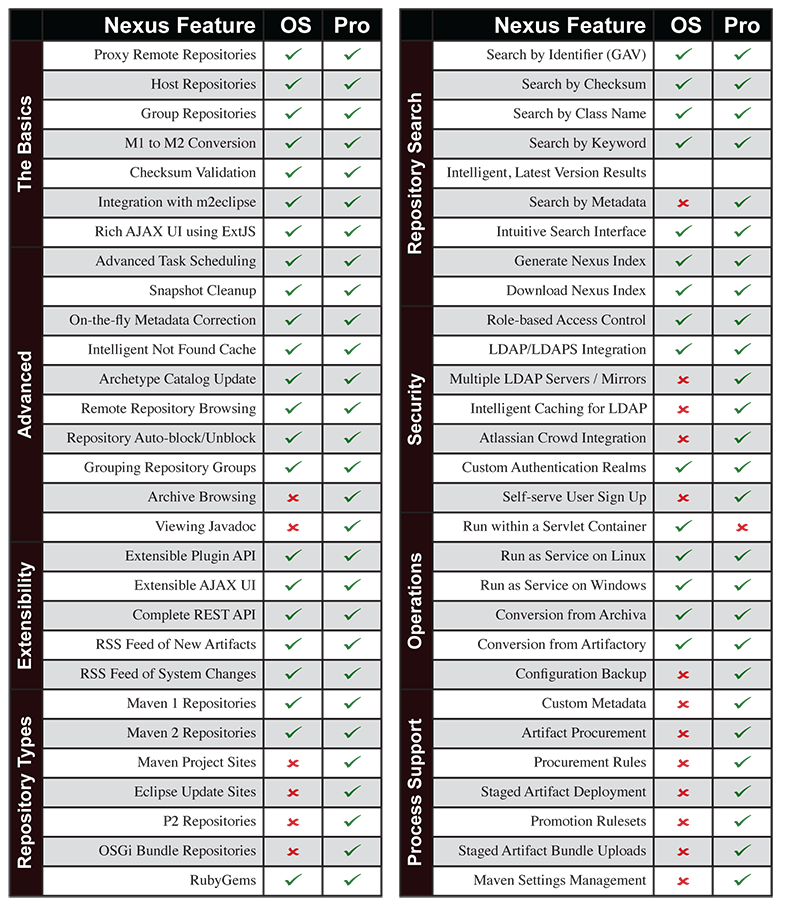 Nexus Feature OS Pro
The Basics
Proxy Remote Repositories ✓ ✓
Host Repositories ✓ ✓
Group Repositories ✓ ✓
M1 to M2 Conversion ✓ ✓
Checksum Validation ✓ ✓
Integration with m2eclipse ✓ ✓
Rich AJAX UI using ExtJS ✓ ✓
Advanced
Advanced Task Scheduling ✓ ✓
Snapshot Cleanup ✓ ✓
On-the-fly Metadata Correction ✓ ✓
Intelligent Not Found Cache ✓ ✓
Archetype Catalog Update ✓ ✓
Remote Repository Browsing ✓ ✓
Repository Auto-block/Unblock ✓ ✓
Grouping Repository Groups ✓ ✓
Archive Browsing ✗ ✓
Viewing Javadoc ✗ ✓
Extensibility
Extensible Plugin API ✓ ✓
Extensible AJAX UI ✓ ✓
Complete REST API ✓ ✓
RSS Feed of New Artifacts ✓ ✓
RSS Feed of System Changes ✓ ✓
Repository Types
Maven 1 Repositories ✓ ✓
Maven 2 Repositories ✓ ✓
Maven Project Sites ✗ ✓
Eclipse Update Sites ✗ ✓
P2 Repositories ✗ ✓
OSGi Bundle Repositories ✗ ✓
RubyGems ✓ ✓
Nexus Feature OS Pro
Repository Search
Search by Identifier (GAV) ✓ ✓
Search by Checksum ✓ ✓
Search by Class Name ✓ ✓
Search by Keyword ✓ ✓
Intelligent, Latest Version Results
Search by Metadata ✗ ✓
Intuitive Search Interface ✓ ✓
Generate Nexus Index ✓ ✓
Download Nexus Index ✓ ✓
Security
Role-based Access Control ✓ ✓
LDAP/LDAPS Integration ✓ ✓
Multiple LDAP Servers / Mirrors ✗ ✓
Intelligent Caching for LDAP ✗ ✓
Atlassian Crowd Integration ✗ ✓
Custom Authentication Realms ✓ ✓
Self-serve User Sign Up ✗ ✓
Operations
Run within a Servlet Container ✓ ✗
Run as Service on Linux ✓ ✓
Run as Service on Windows ✓ ✓
Conversion from Archiva ✓ ✓
Conversion from Artifactory ✓ ✓
Configuration Backup ✗ ✓
Process Support
Custom Metadata ✗ ✓
Artifact Procurement ✗ ✓
Procurement Rules ✗ ✓
Staged Artifact Deployment ✗ ✓
Promotion Rulesets ✗ ✓
Staged Artifact Bundle Uploads ✗ ✓
Maven Settings Management ✗ ✓